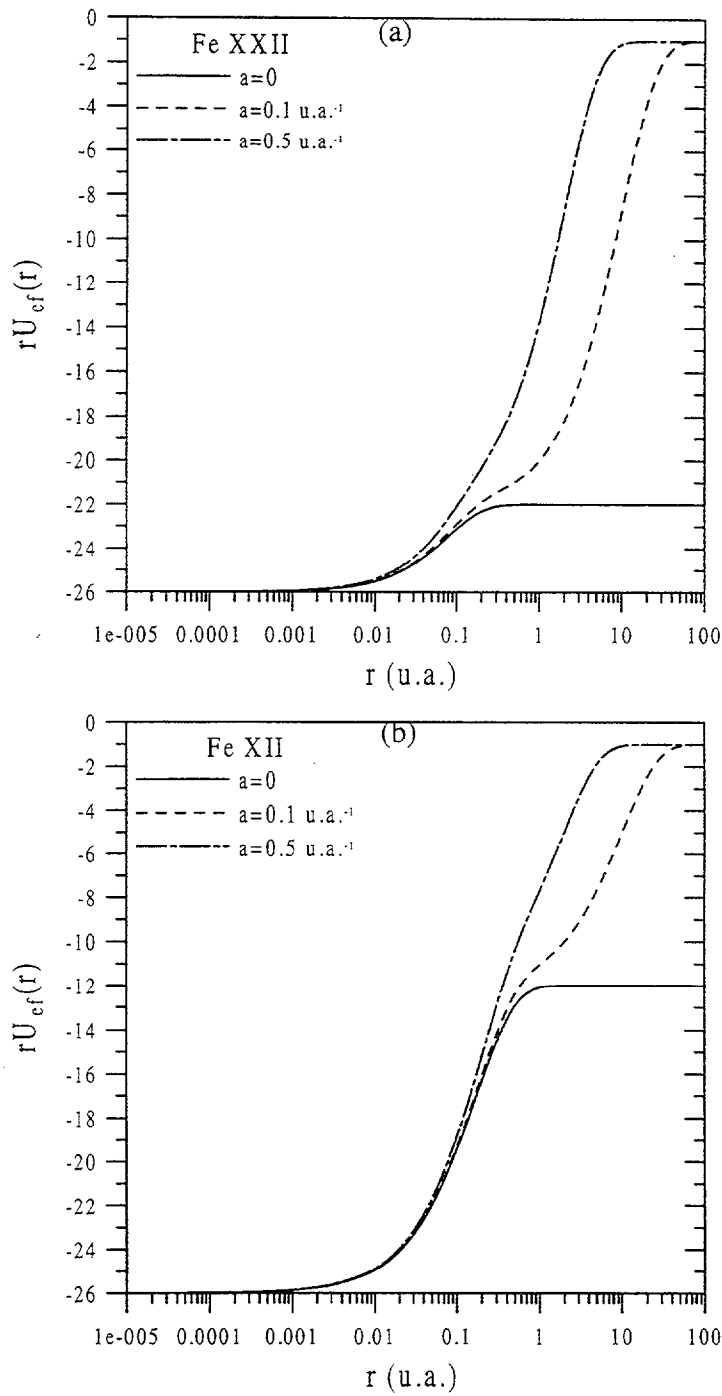 (a)
Fe XXII
a=0
a=0.1 u.a.⁻¹
a=0.5 u.a.⁻¹
0
-2
-4
-6
-8
-10
-12
-14
-16
-18
-20
-22
-24
-26
rU_cf(r)
1e-005 0.0001 0.001 0.01 0.1 1 10 100
r (u.a.)
(b)
Fe XII
a=0
a=0.1 u.a.⁻¹
a=0.5 u.a.⁻¹
0
-2
-4
-6
-8
-10
-12
-14
-16
-18
-20
-22
-24
-26
rU_cf(r)
1e-005 0.0001 0.001 0.01 0.1 1 10 100
r (u.a.)